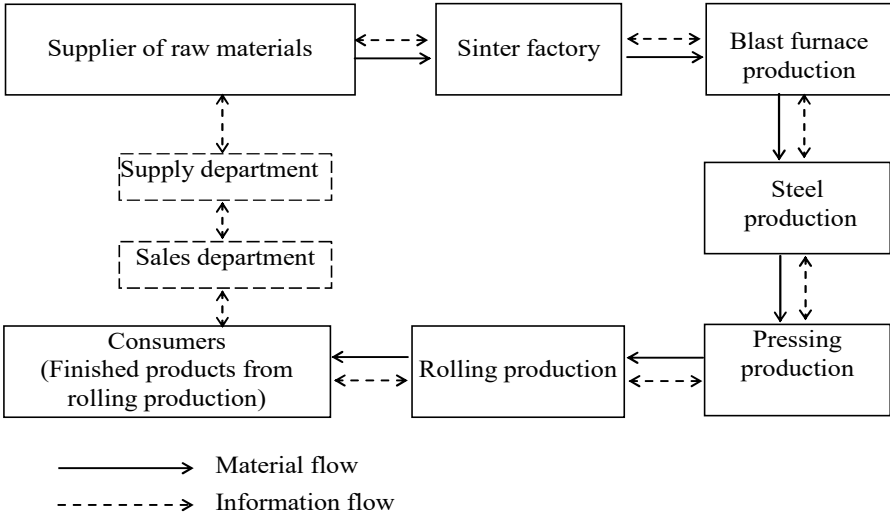 Supplier of raw materials
Sinter factory
Blast furnace
production
Supply department
Steel
production
Sales department
Consumers
(Finished products from
rolling production)
Rolling production
Pressing
production
Material flow
Information flow